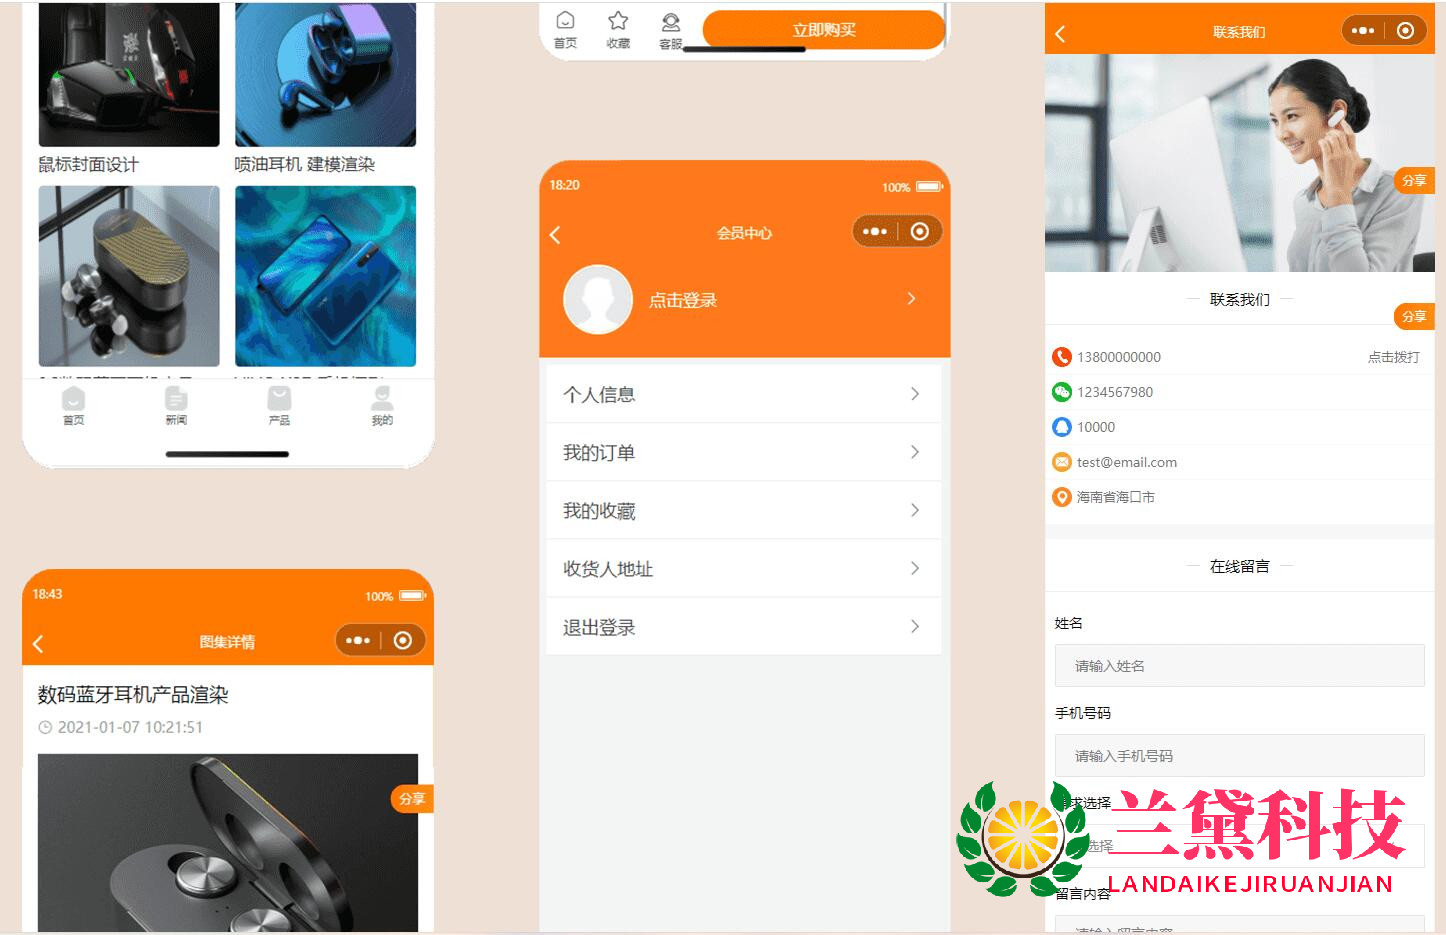 鼠标封面设计
喷油耳机 建模渲染
首页
新闻
产品
我的
18:43
100%
图集详情
数码蓝牙耳机产品渲染
2021-01-07 10:21:51
分享
首页
收藏
客服
立即购买
18:20
100%
会员中心
点击登录
个人信息
我的订单
我的收藏
收货人地址
退出登录
联系我们
分享
联系我们
分享
13800000000
点击拨打
1234567980
10000
test@email.com
海南省海口市
在线留言
姓名
请输入姓名
手机号码
请输入手机号码
求选择
选择
留言内容
请输入留言内容
兰黛科技
LANDAIKEJIRUANJIAN